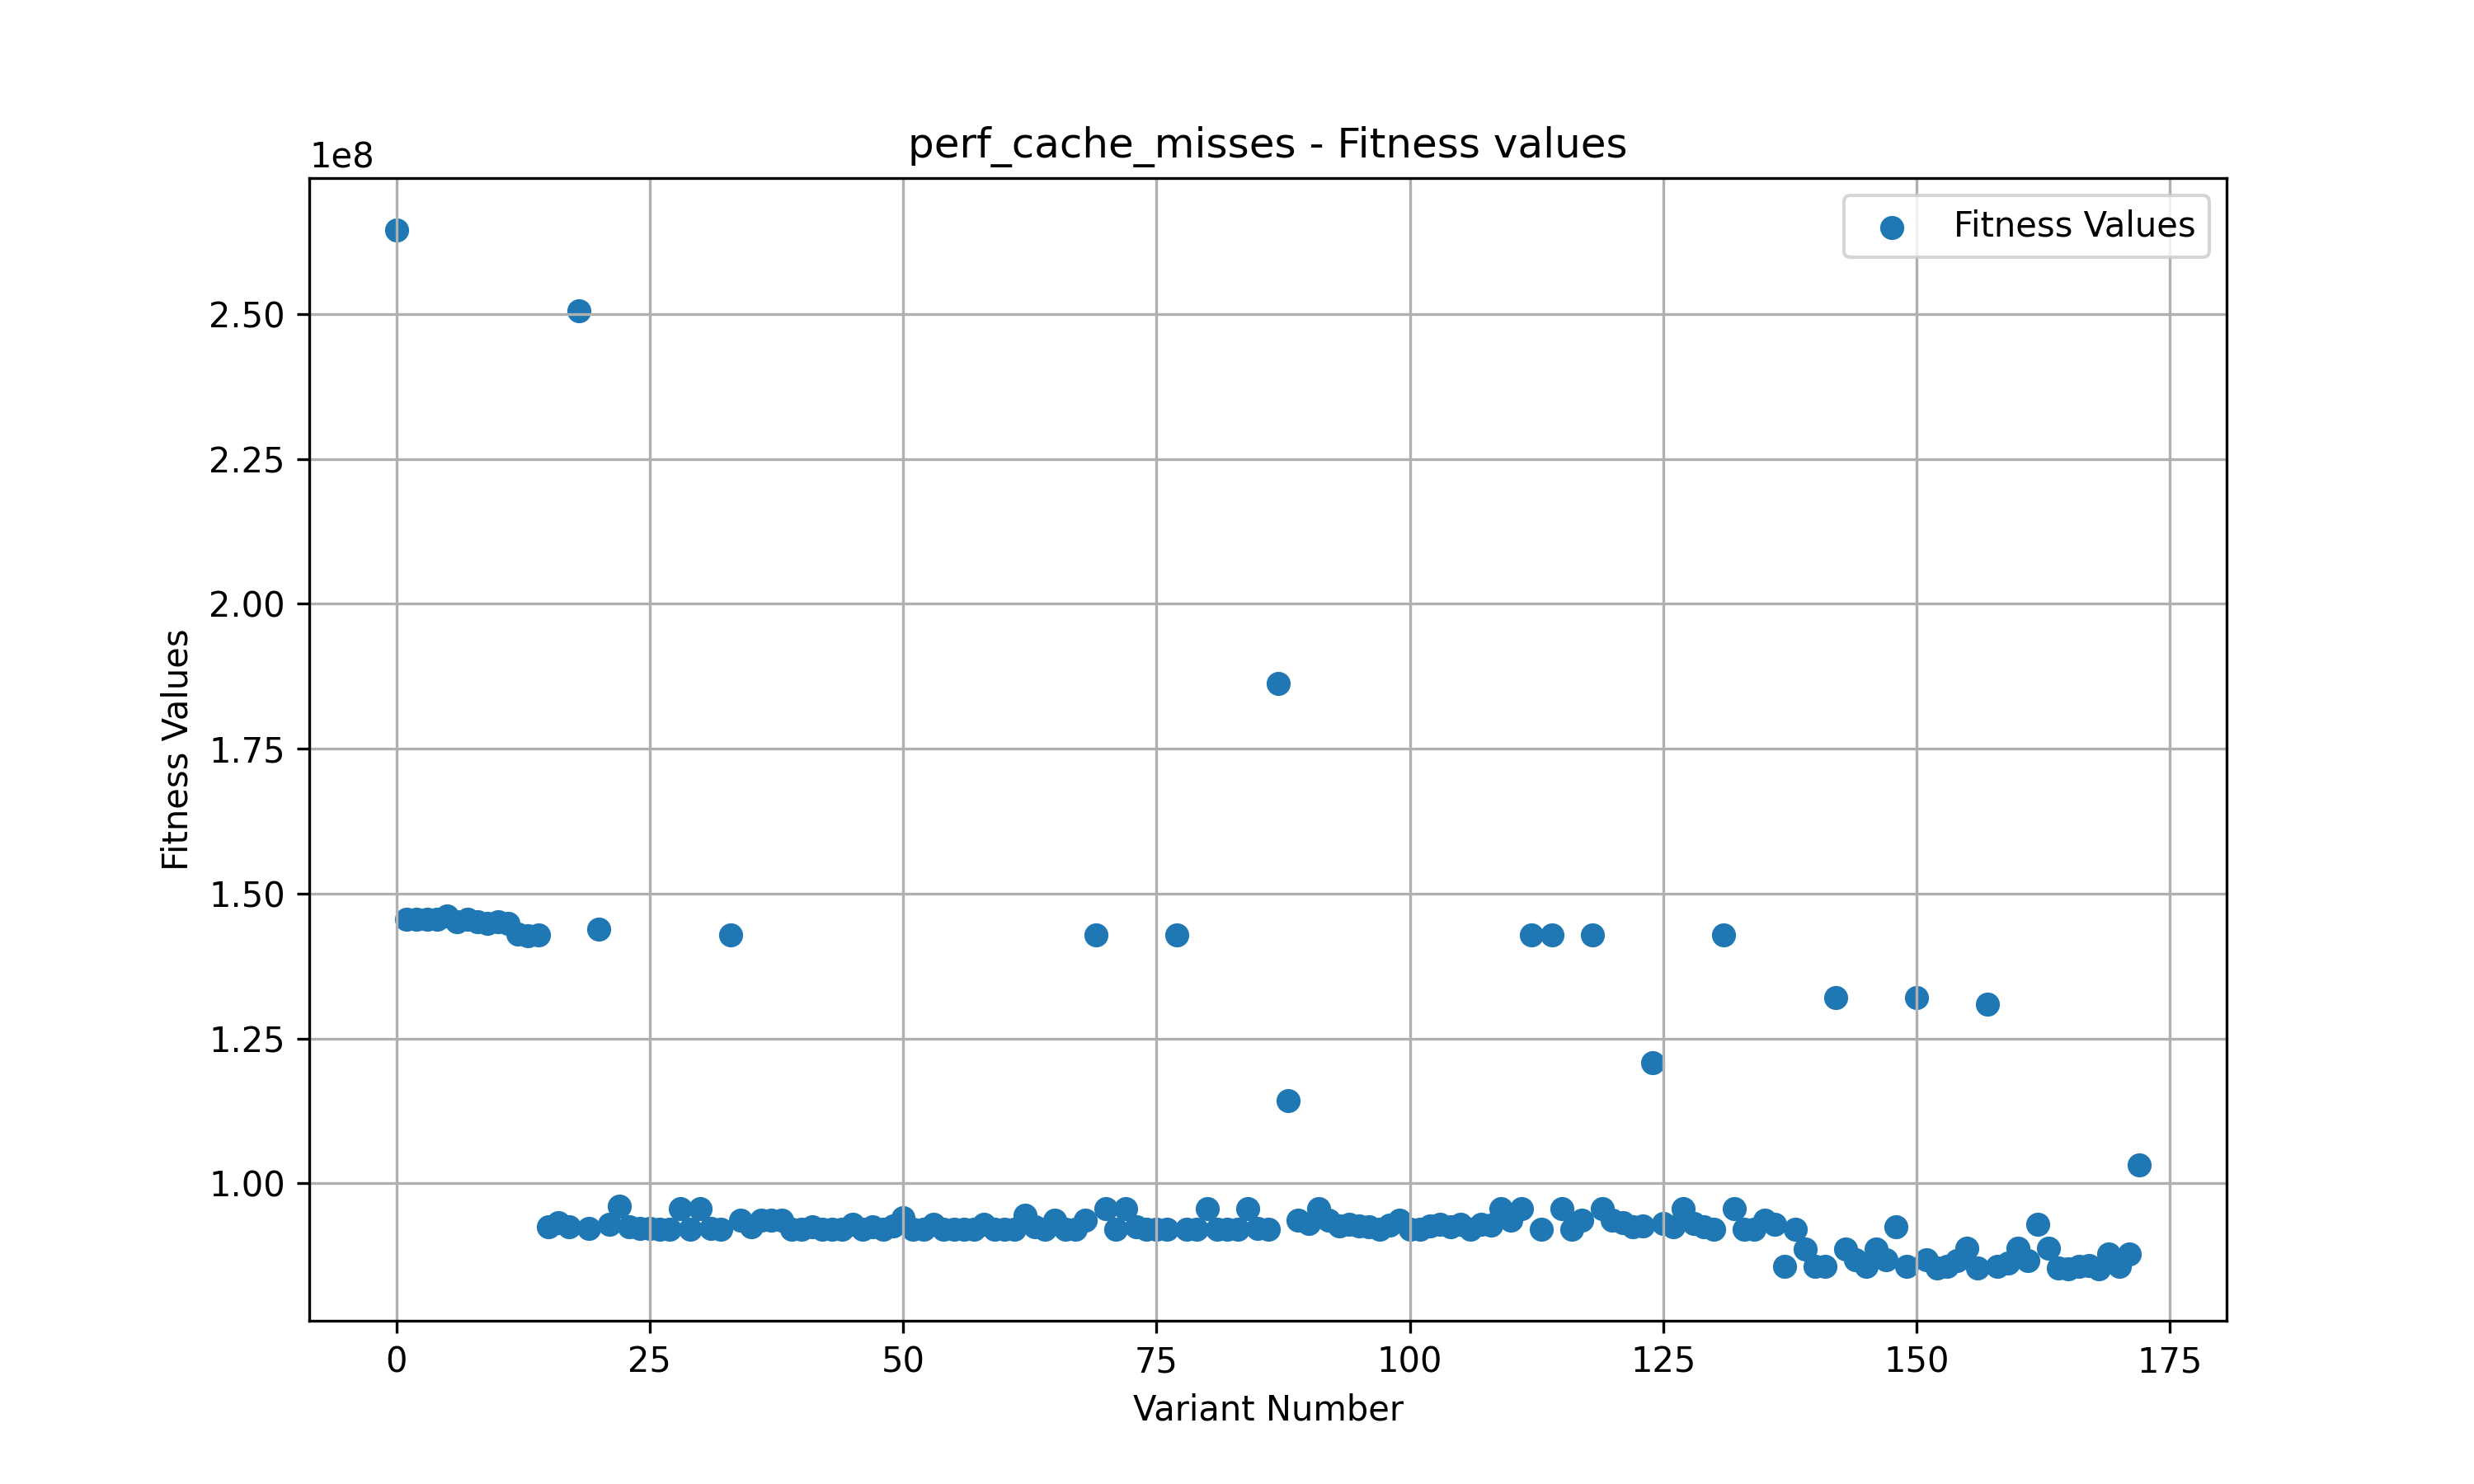 perf_cache_misses - Fitness values
1e8
Fitness Values
2.50
2.25
2.00
1.75
1.50
1.25
1.00
Fitness Values
0 25 50 75 100 125 150 175
Variant Number